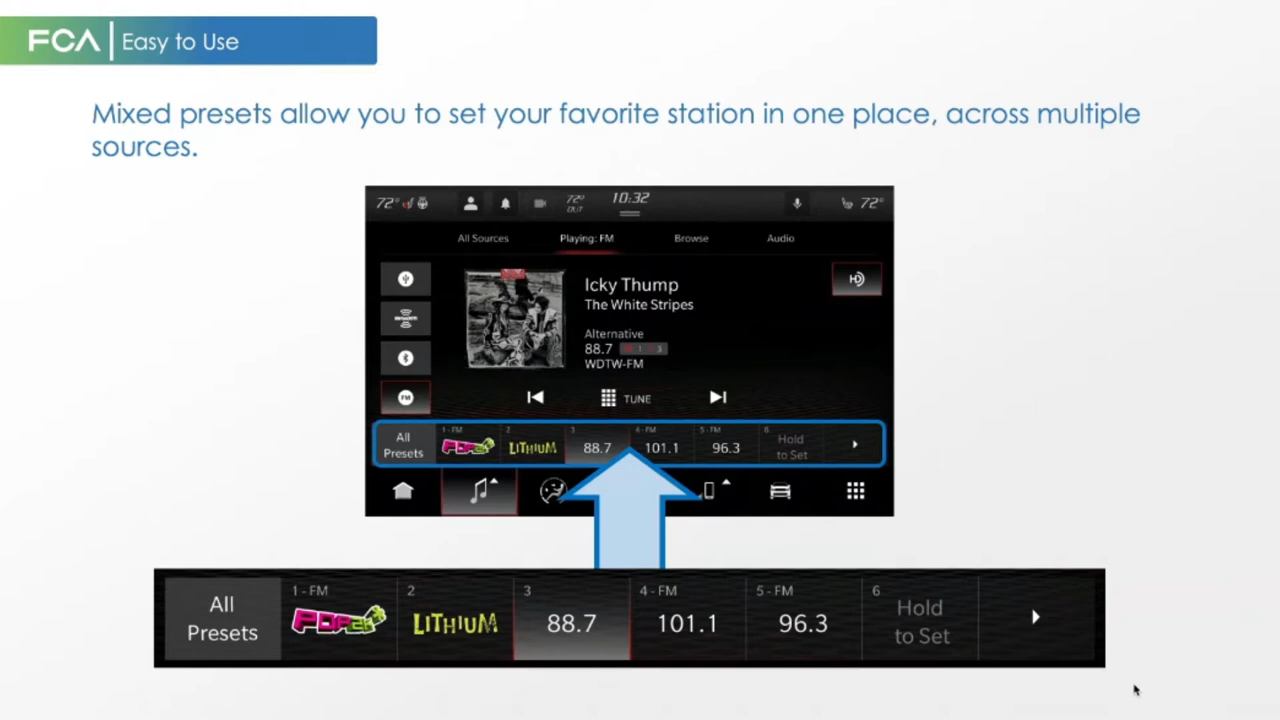 FCA Easy to Use
Mixed presets allow you to set your favorite station in one place, across multiple
sources.
72° 72° OUT 10:32 72°
All Sources Playing: FM Browse Audio
HD
Icky Thump
The White Stripes
Alternative
88.7
WDTW-FM
FM
TUNE
All Presets 1 - FM POP2K 2 LITHIUM 3 88.7 4 - FM 101.1 5 - FM 96.3 6 Hold to Set
All Presets 1 - FM POP2K 2 LITHIUM 3 88.7 4 - FM 101.1 5 - FM 96.3 6 Hold to Set